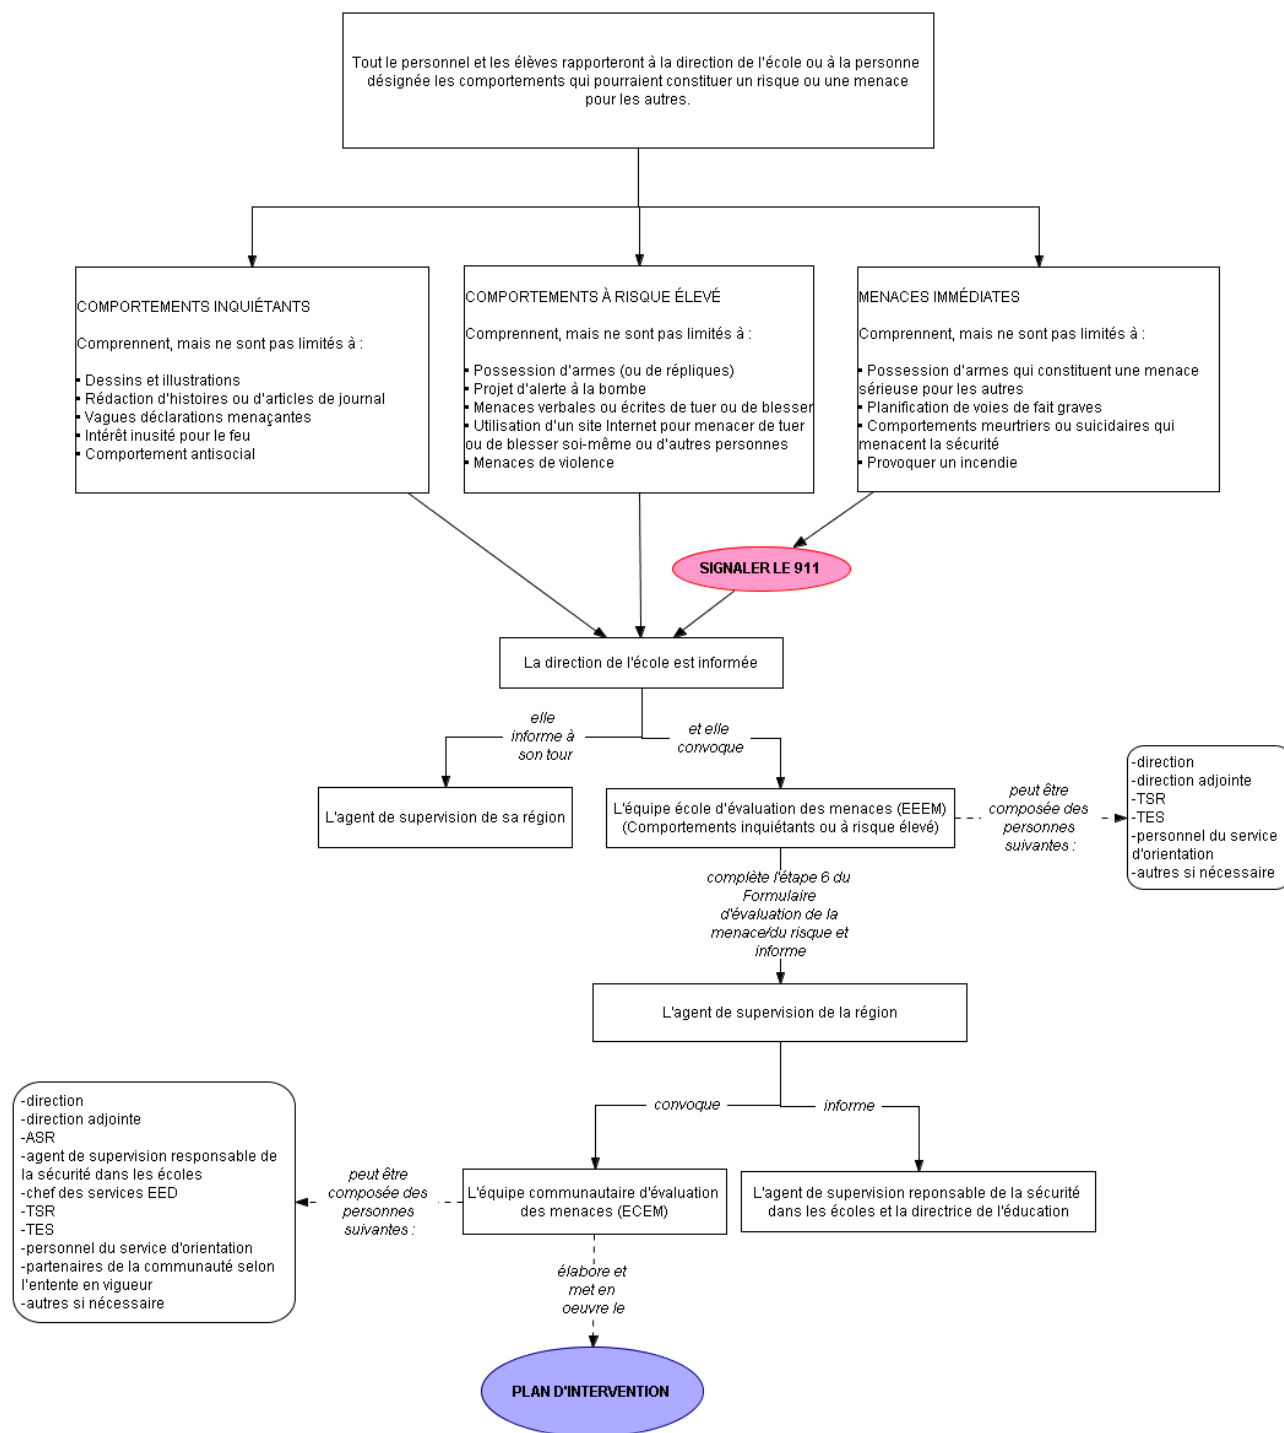 Tout le personnel et les élèves rapporteront à la direction de l'école ou à la personne
désignée les comportements qui pourraient constituer un risque ou une menace
pour les autres.
COMPORTEMENTS INQUIÉTANTS
Comprennent, mais ne sont pas limités à :
▪ Dessins et illustrations
▪ Rédaction d'histoires ou d'articles de journal
▪ Vagues déclarations menaçantes
▪ Intérêt inusité pour le feu
▪ Comportement antisocial
COMPORTEMENTS À RISQUE ÉLEVÉ
Comprennent, mais ne sont pas limités à :
▪ Possession d'armes (ou de répliques)
▪ Projet d'alerte à la bombe
▪ Menaces verbales ou écrites de tuer ou de blesser
▪ Utilisation d'un site Internet pour menacer de tuer
ou de blesser soi-même ou d'autres personnes
▪ Menaces de violence
MENACES IMMÉDIATES
Comprennent, mais ne sont pas limités à :
▪ Possession d'armes qui constituent une menace
sérieuse pour les autres
▪ Planification de voies de fait graves
▪ Comportements meurtriers ou suicidaires qui
menacent la sécurité
▪ Provoquer un incendie
SIGNALER LE 911
La direction de l'école est informée
elle
informe à
son tour
et elle
convoque
L'agent de supervision de sa région
L'équipe école d'évaluation des menaces (EEEM)
(Comportements inquiétants ou à risque élevé)
peut être
composée des
personnes
suivantes :
-direction
-direction adjointe
-TSR
-TES
-personnel du service
d'orientation
-autres si nécessaire
complète l'étape 6 du
Formulaire
d'évaluation de la
menace/du risque et
informe
L'agent de supervision de la région
convoque
informe
-direction
-direction adjointe
-ASR
-agent de supervision responsable de
la sécurité dans les écoles
-chef des services EED
-TSR
-TES
-personnel du service d'orientation
-partenaires de la communauté selon
l'entente en vigueur
-autres si nécessaire
peut être
composée des
personnes
suivantes :
L'équipe communautaire d'évaluation
des menaces (ECEM)
L'agent de supervision reponsable de la sécurité
dans les écoles et la directrice de l'éducation
élabore et
met en
oeuvre le
PLAN D'INTERVENTION